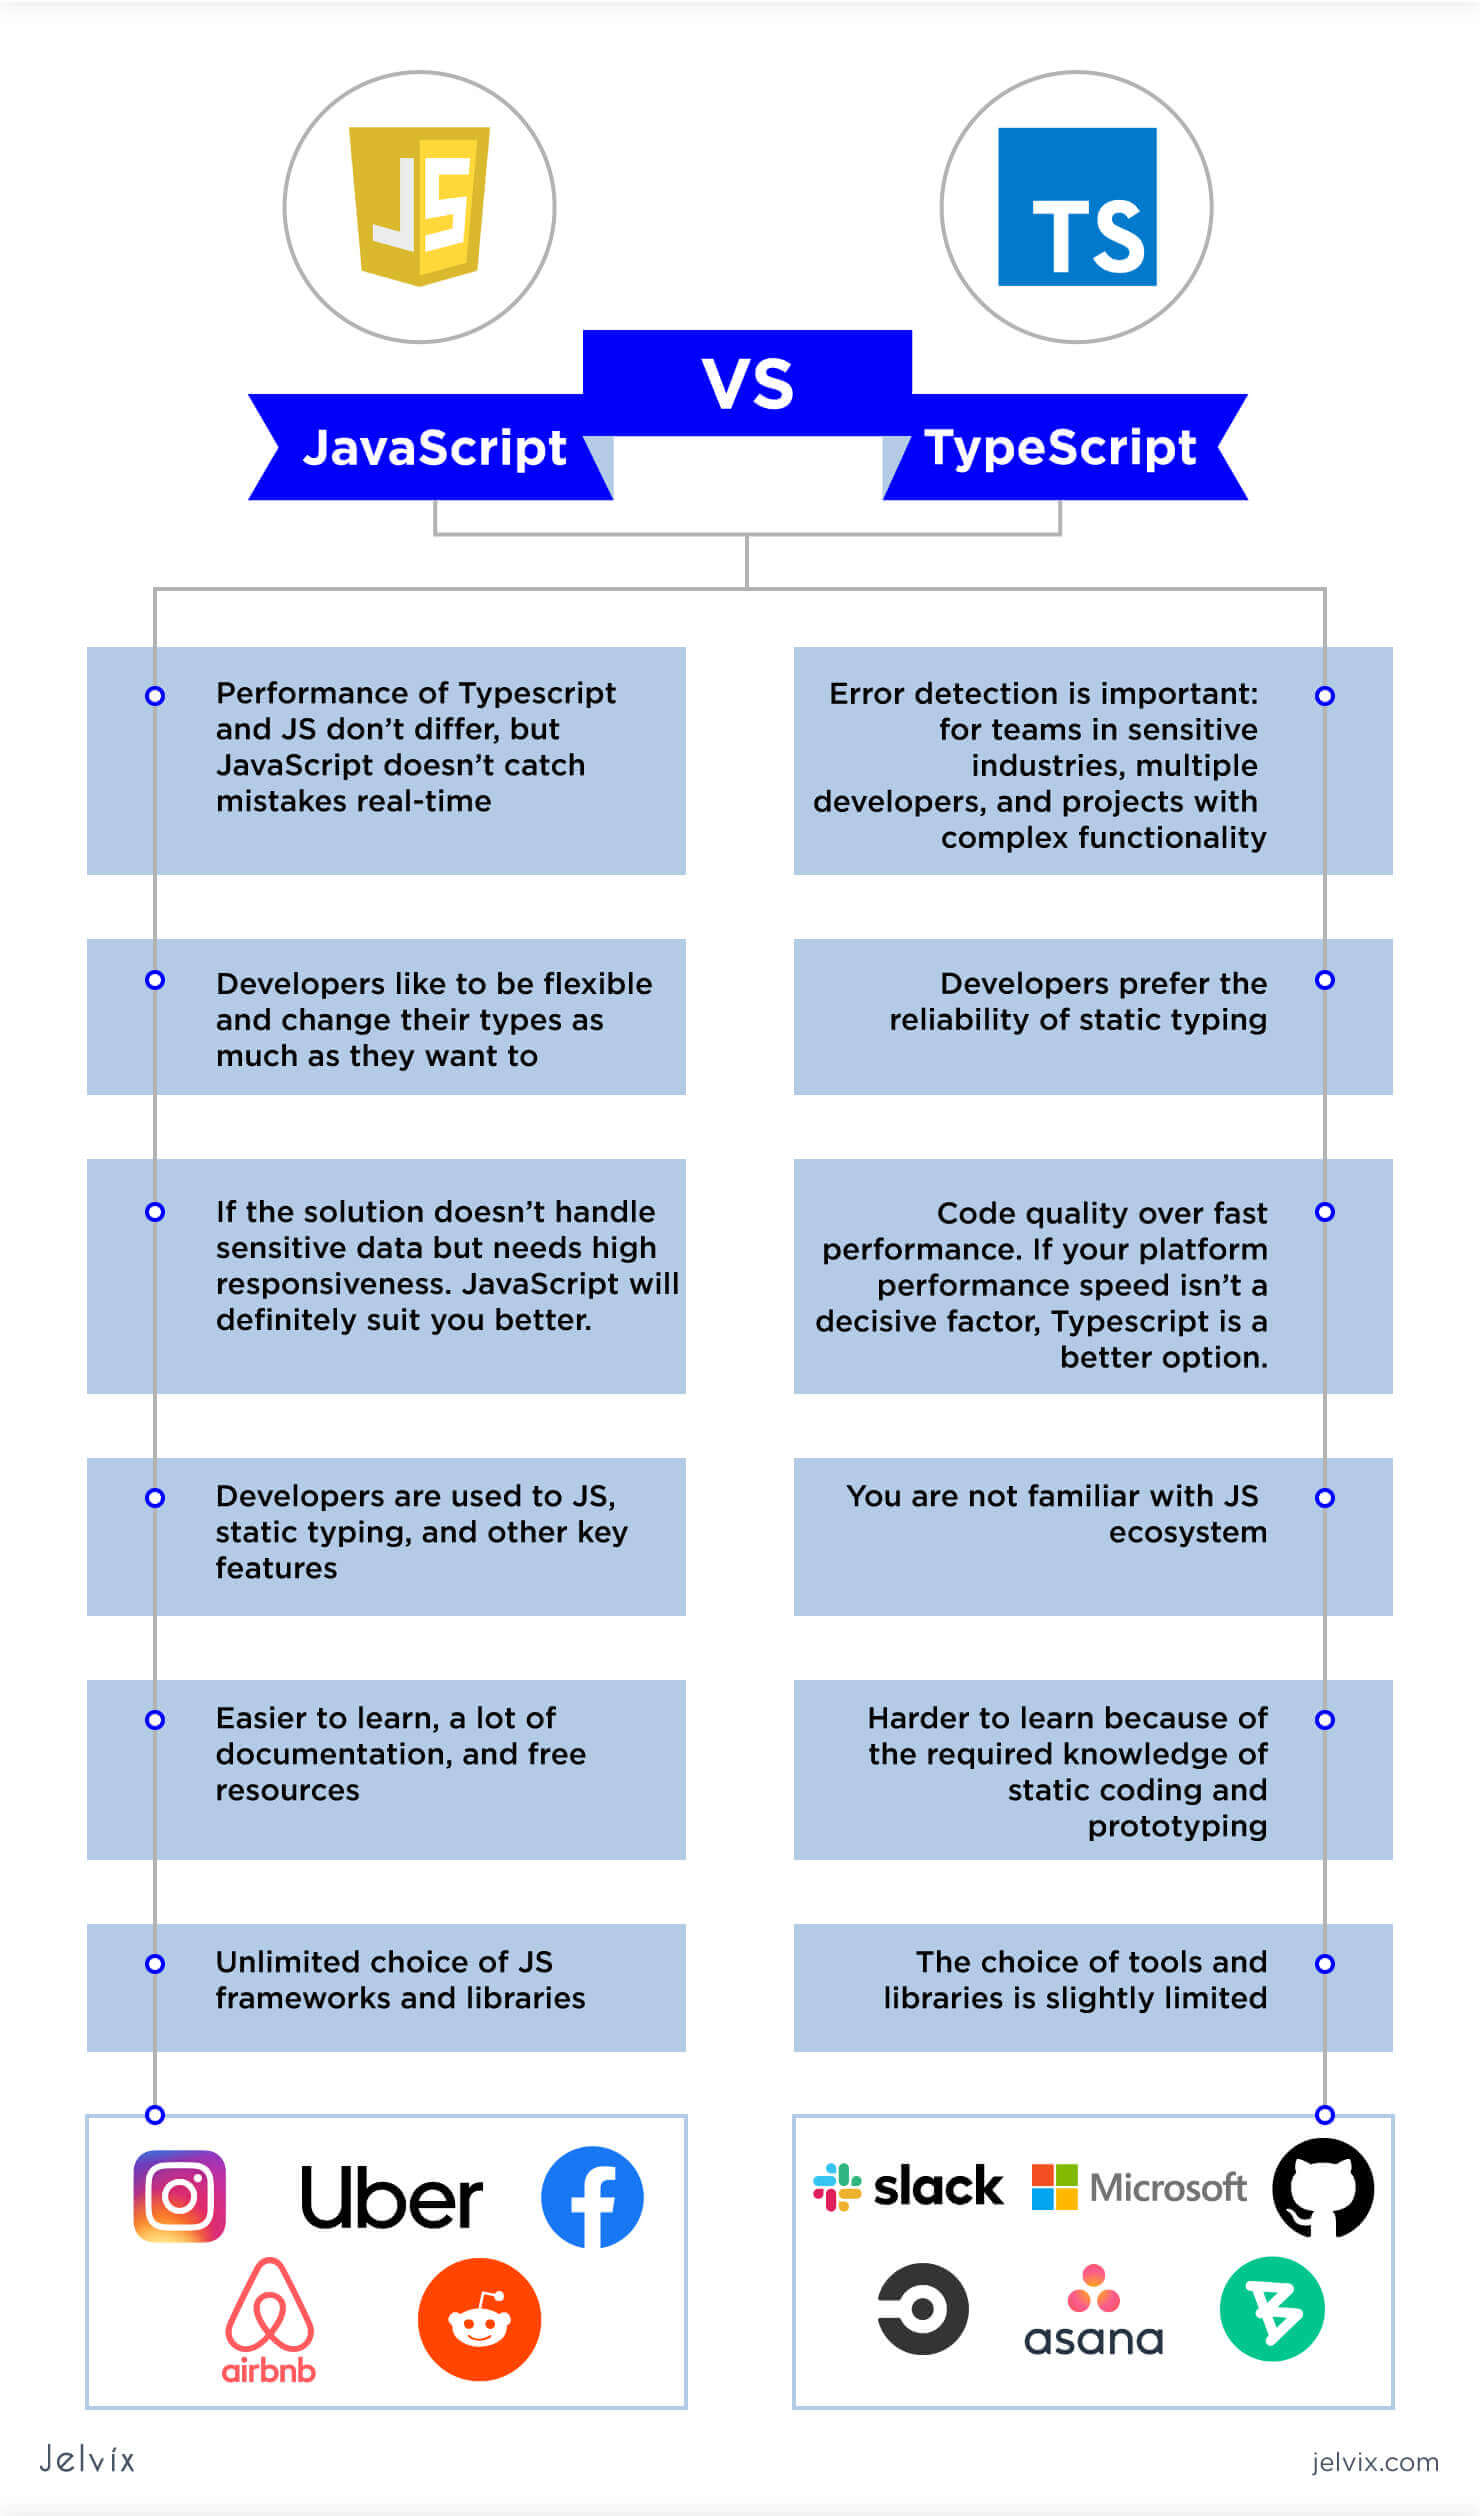 JS
TS
VS
JavaScript
TypeScript
Performance of Typescript
and JS don’t differ, but
JavaScript doesn’t catch
mistakes real-time
Error detection is important:
for teams in sensitive
industries, multiple
developers, and projects with
complex functionality
Developers like to be flexible
and change their types as
much as they want to
Developers prefer the
reliability of static typing
If the solution doesn’t handle
sensitive data but needs high
responsiveness. JavaScript will
definitely suit you better.
Code quality over fast
performance. If your platform
performance speed isn’t a
decisive factor, Typescript is a
better option.
Developers are used to JS,
static typing, and other key
features
You are not familiar with JS
ecosystem
Easier to learn, a lot of
documentation, and free
resources
Harder to learn because of
the required knowledge of
static coding and
prototyping
Unlimited choice of JS
frameworks and libraries
The choice of tools and
libraries is slightly limited
Uber
airbnb
slack
Microsoft
asana
Jelvix
jelvix.com